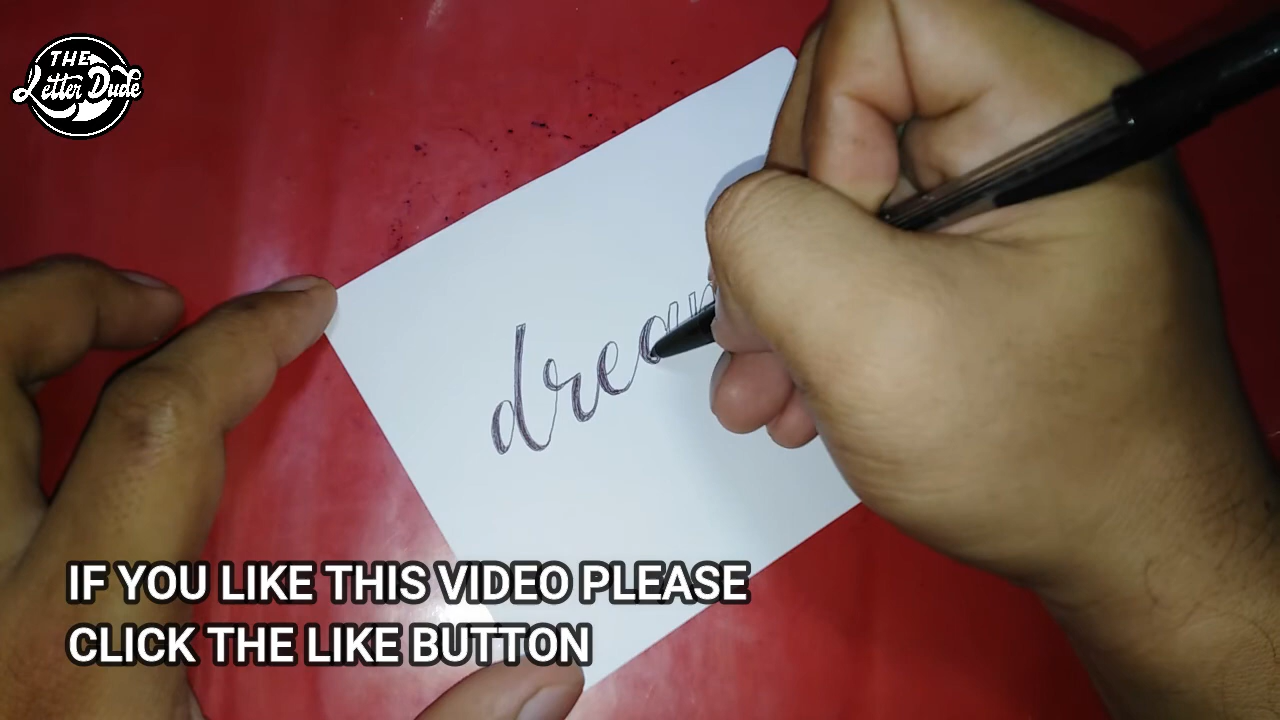 THE
Letter Dude
drea
IF YOU LIKE THIS VIDEO PLEASE
CLICK THE LIKE BUTTON